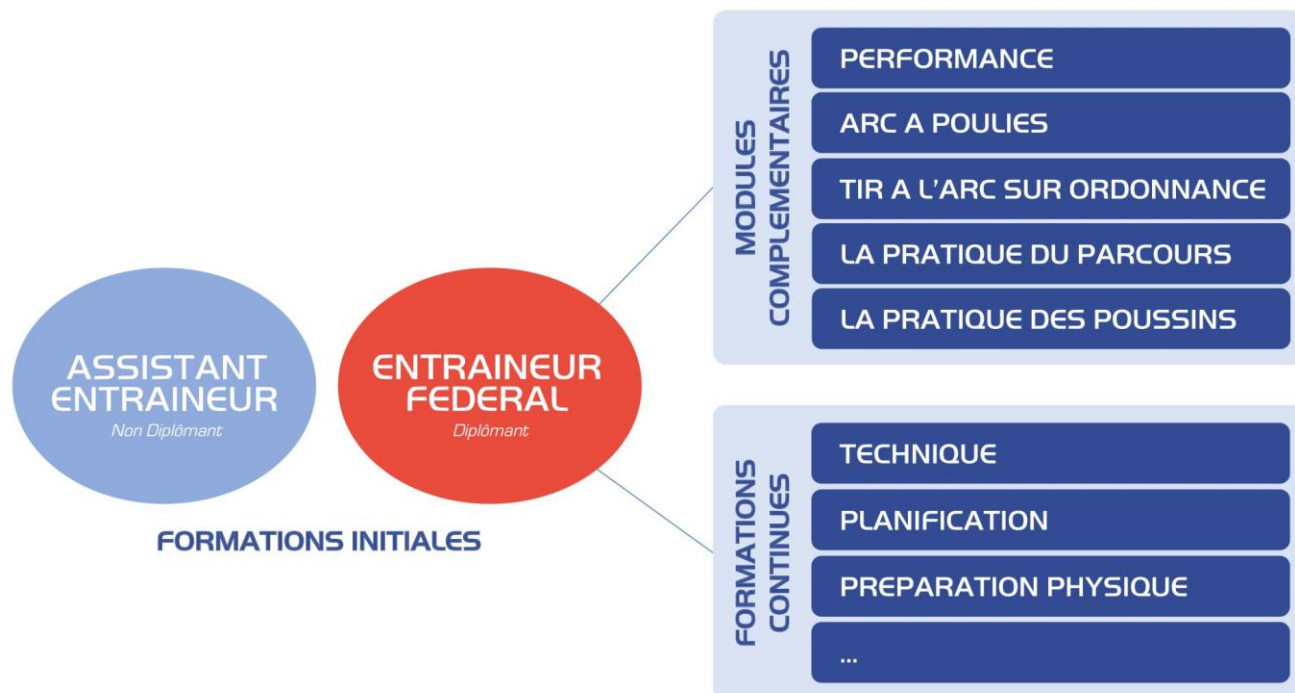 ASSISTANT
ENTRAINEUR
Non Diplômant
ENTRAINEUR
FEDERAL
Diplômant
FORMATIONS INITIALES
MODULES
COMPLEMENTAIRES
PERFORMANCE
ARC A POULIES
TIR A L'ARC SUR ORDONNANCE
LA PRATIQUE DU PARCOURS
LA PRATIQUE DES POUSSINS
FORMATIONS
CONTINUES
TECHNIQUE
PLANIFICATION
PREPARATION PHYSIQUE
...